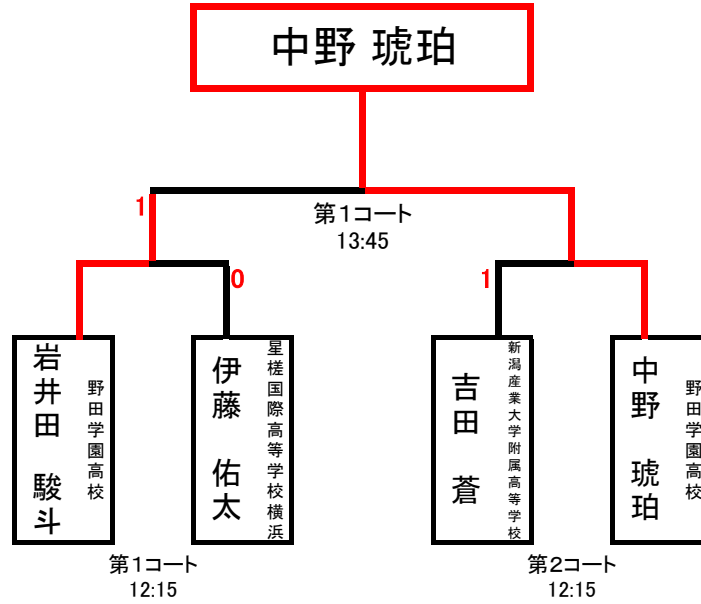 中野 琥珀
1
第1コート
13:45
0
1
岩井田 駿斗
野田学園高校
伊藤 佑太
星槎国際高等学校横浜
吉田 蒼
新潟産業大学附属高等学校
中野 琥珀
野田学園高校
第1コート
12:15
第2コート
12:15